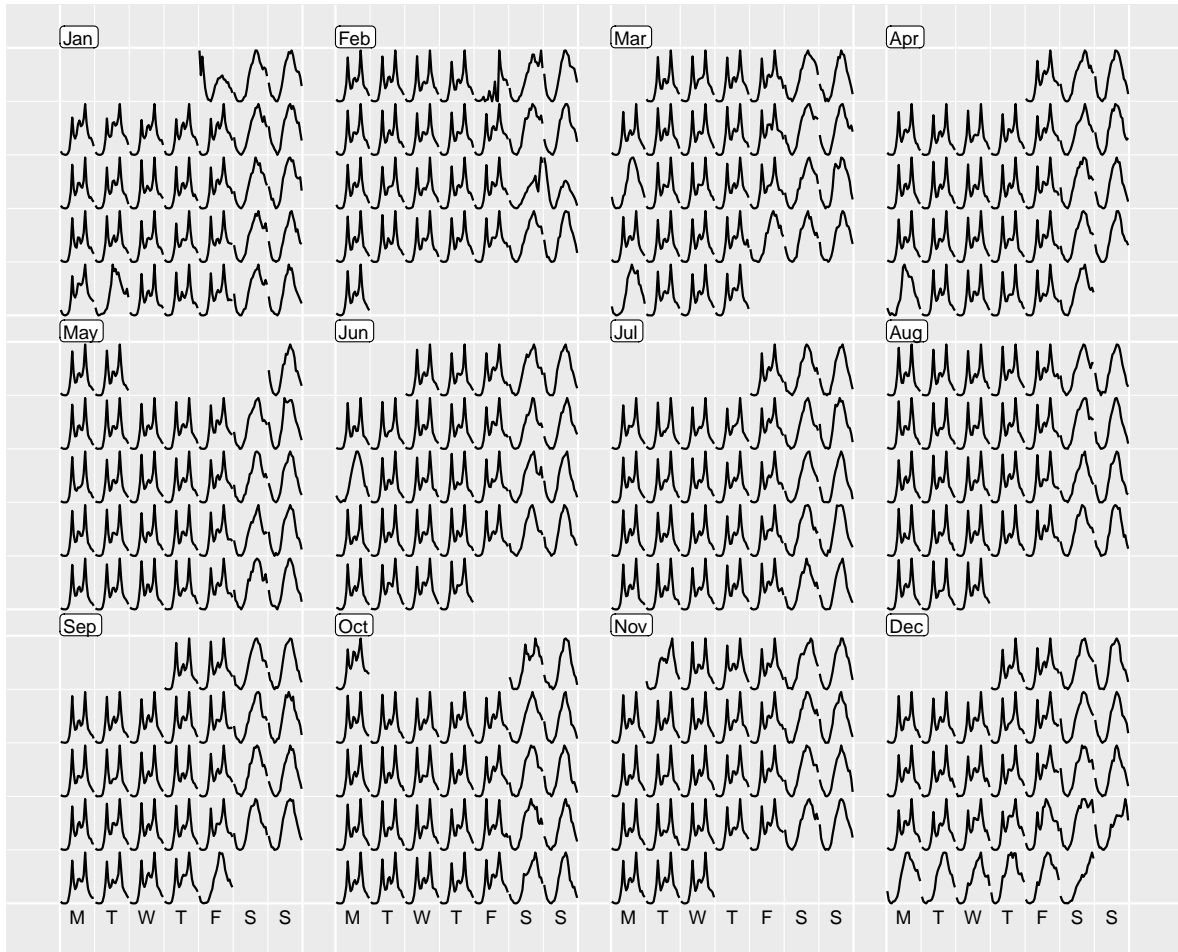 Jan Feb Mar Apr
May Jun Jul Aug
Sep Oct Nov Dec
M T W T F S S M T W T F S S M T W T F S S M T W T F S S